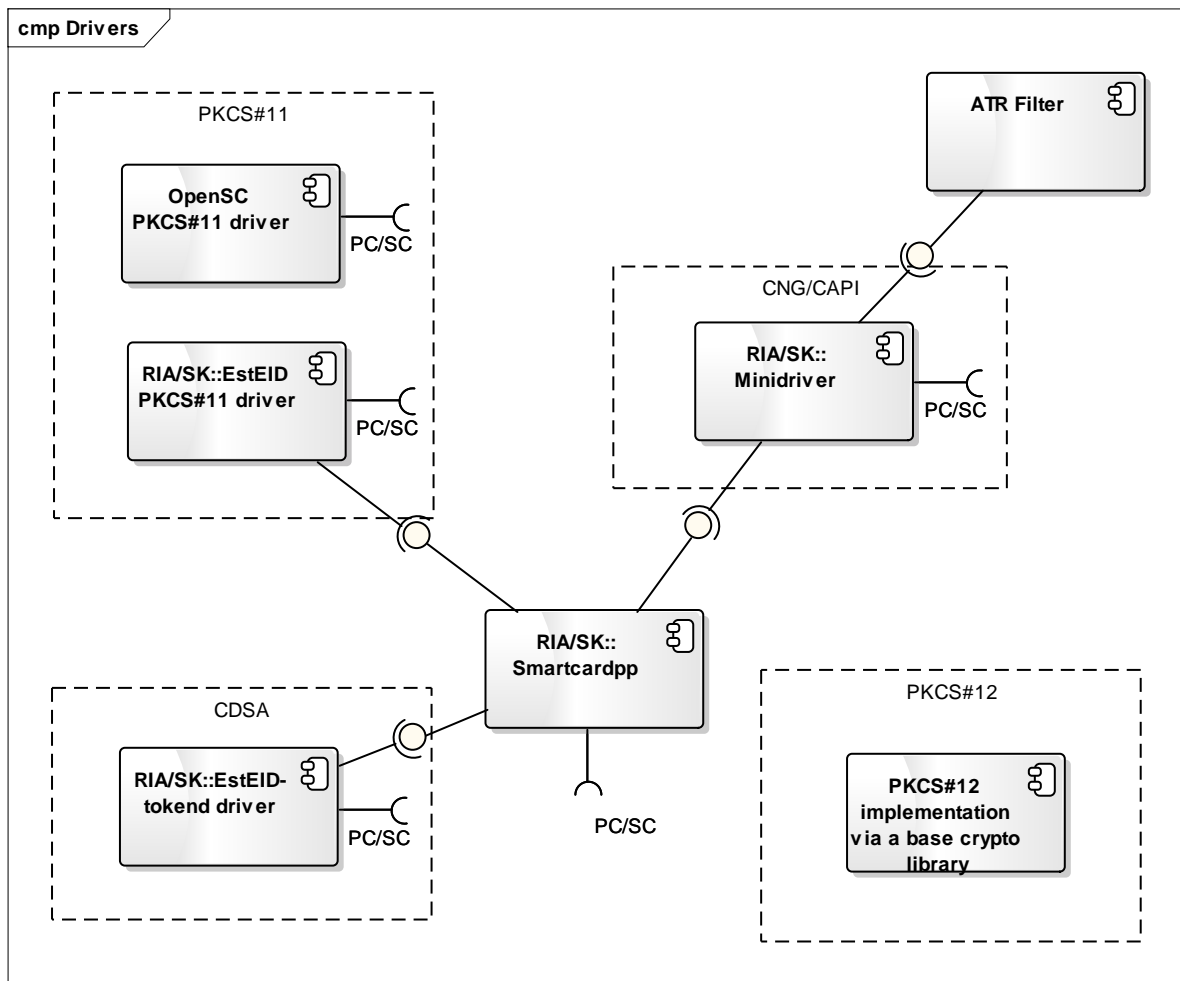 cmp Drivers
PKCS#11
OpenSC
PKCS#11 driver
PC/SC
RIA/SK::EstEID
PKCS#11 driver
PC/SC
ATR Filter
CNG/CAPI
RIA/SK::
Minidriver
PC/SC
RIA/SK::
Smartcardpp
PC/SC
CDSA
RIA/SK::EstEID-
tokend driver
PC/SC
PKCS#12
PKCS#12
implementation
via a base crypto
library